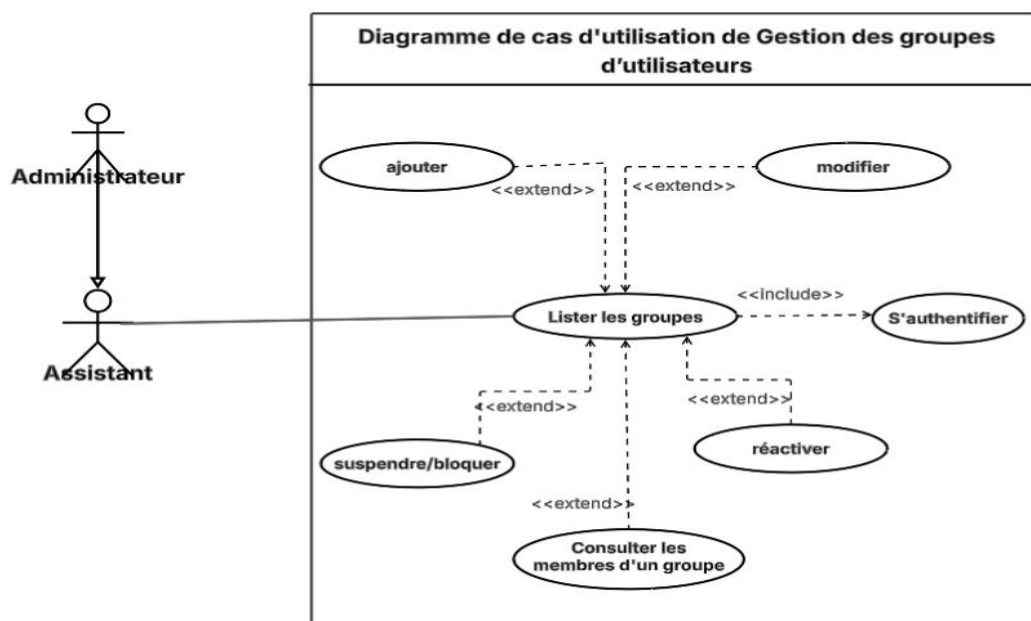 Diagramme de cas d'utilisation de Gestion des groupes
d'utilisateurs
Administrateur
ajouter
<<extend>>
<<extend>>
modifier
Assistant
Lister les groupes
<<include>>
S'authentifier
<<extend>>
<<extend>>
suspendre/bloquer
réactiver
<<extend>>
Consulter les
membres d'un groupe